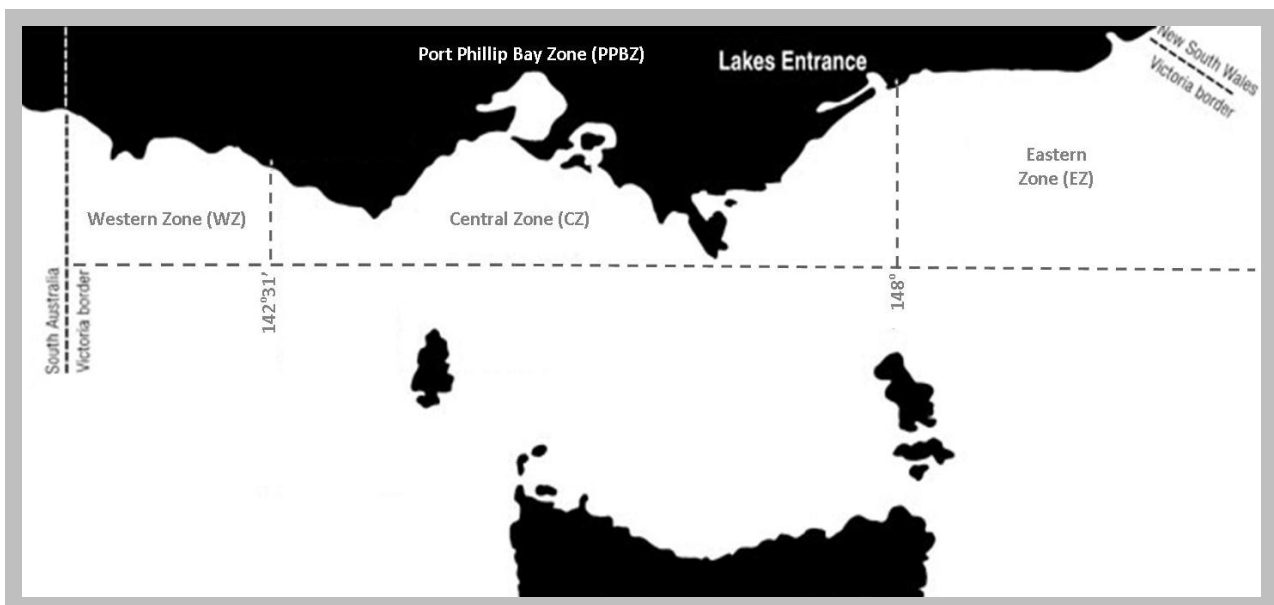 Port Phillip Bay Zone (PPBZ)
Lakes Entrance
New South Wales
Victoria border
Eastern
Zone (EZ)
Western Zone (WZ)
Central Zone (CZ)
South Australia
Victoria border
142°31'
148°